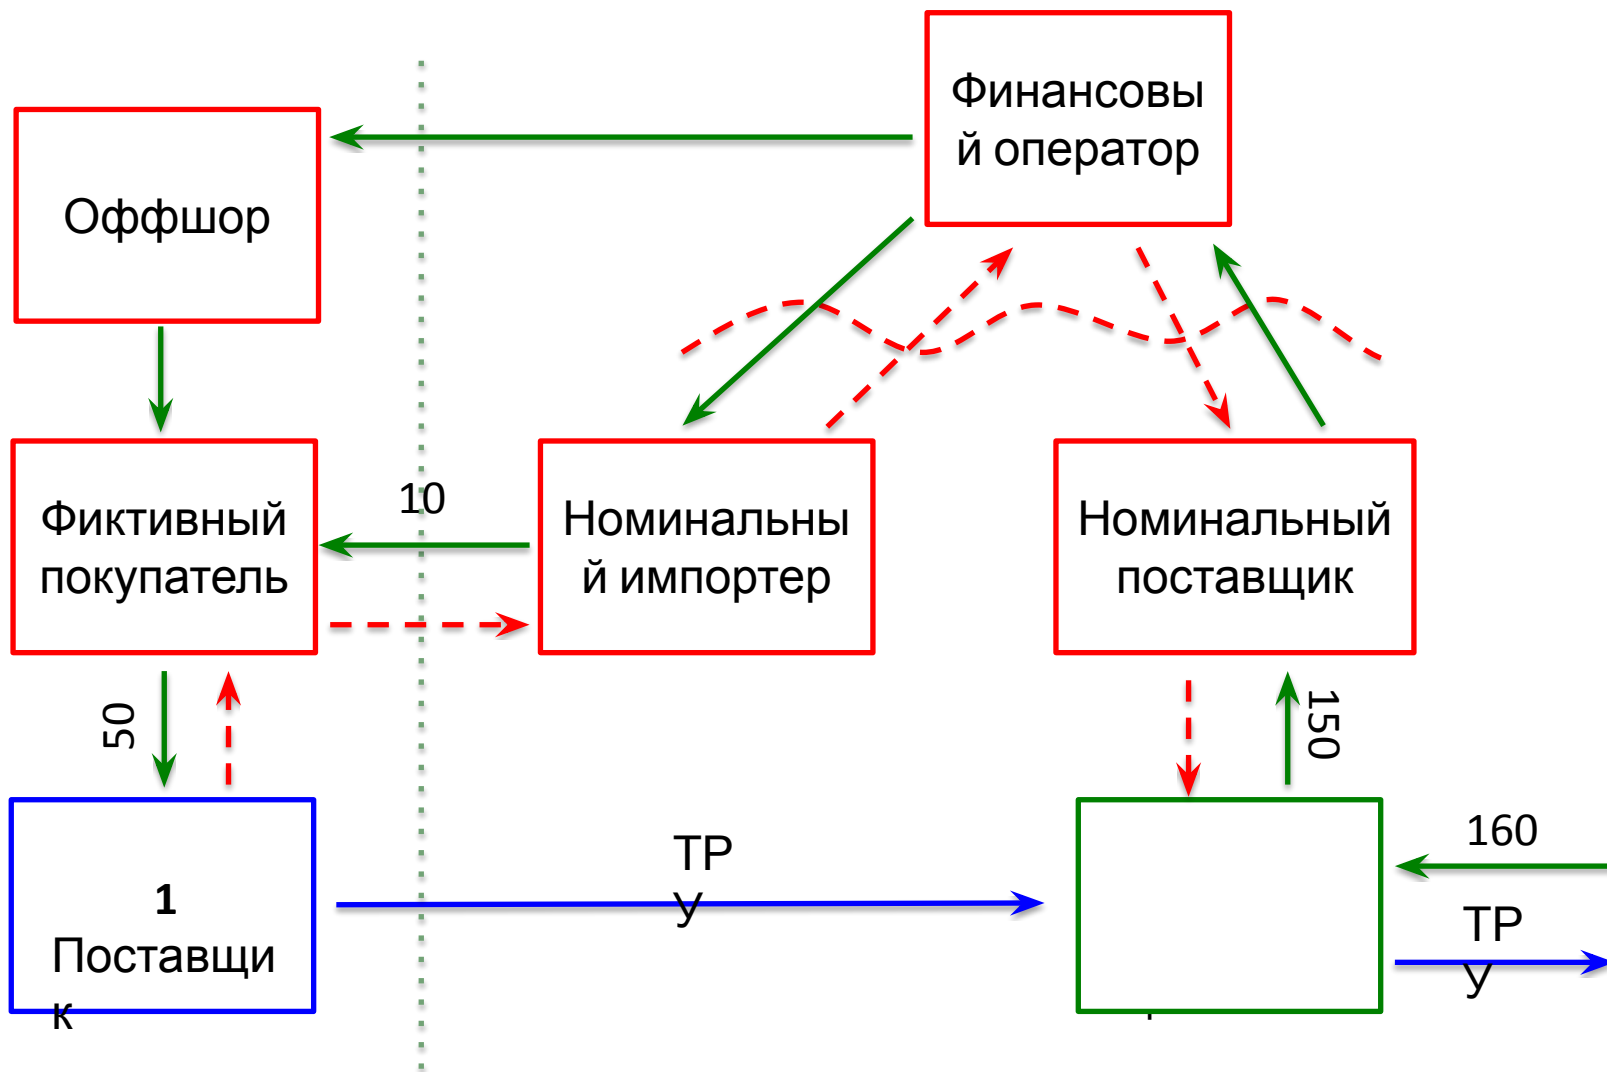 Финансовы
й оператор
Оффшор
10
Фиктивный
покупатель
Номинальны
й импортер
Номинальный
поставщик
50
150
ТР
У
160
1
Поставщи
к
ТР
У